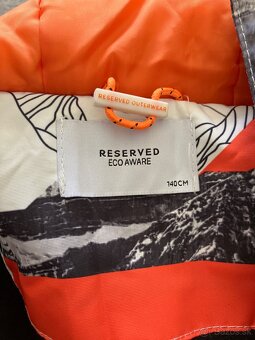 RESERVED OUTERWEAR
RESERVED
ECO AWARE
140CM